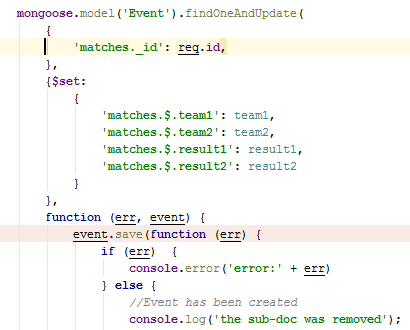 mongoose.model('Event').findOneAndUpdate(
{
'matches._id': req.id,
},
{$set:
{
'matches.$.team1': team1,
'matches.$.team2': team2,
'matches.$.result1': result1,
'matches.$.result2': result2
}
},
function (err, event) {
event.save(function (err) {
if (err)  {
console.error('error:' + err)
} else {
//Event has been created
console.log('the sub-doc was removed');